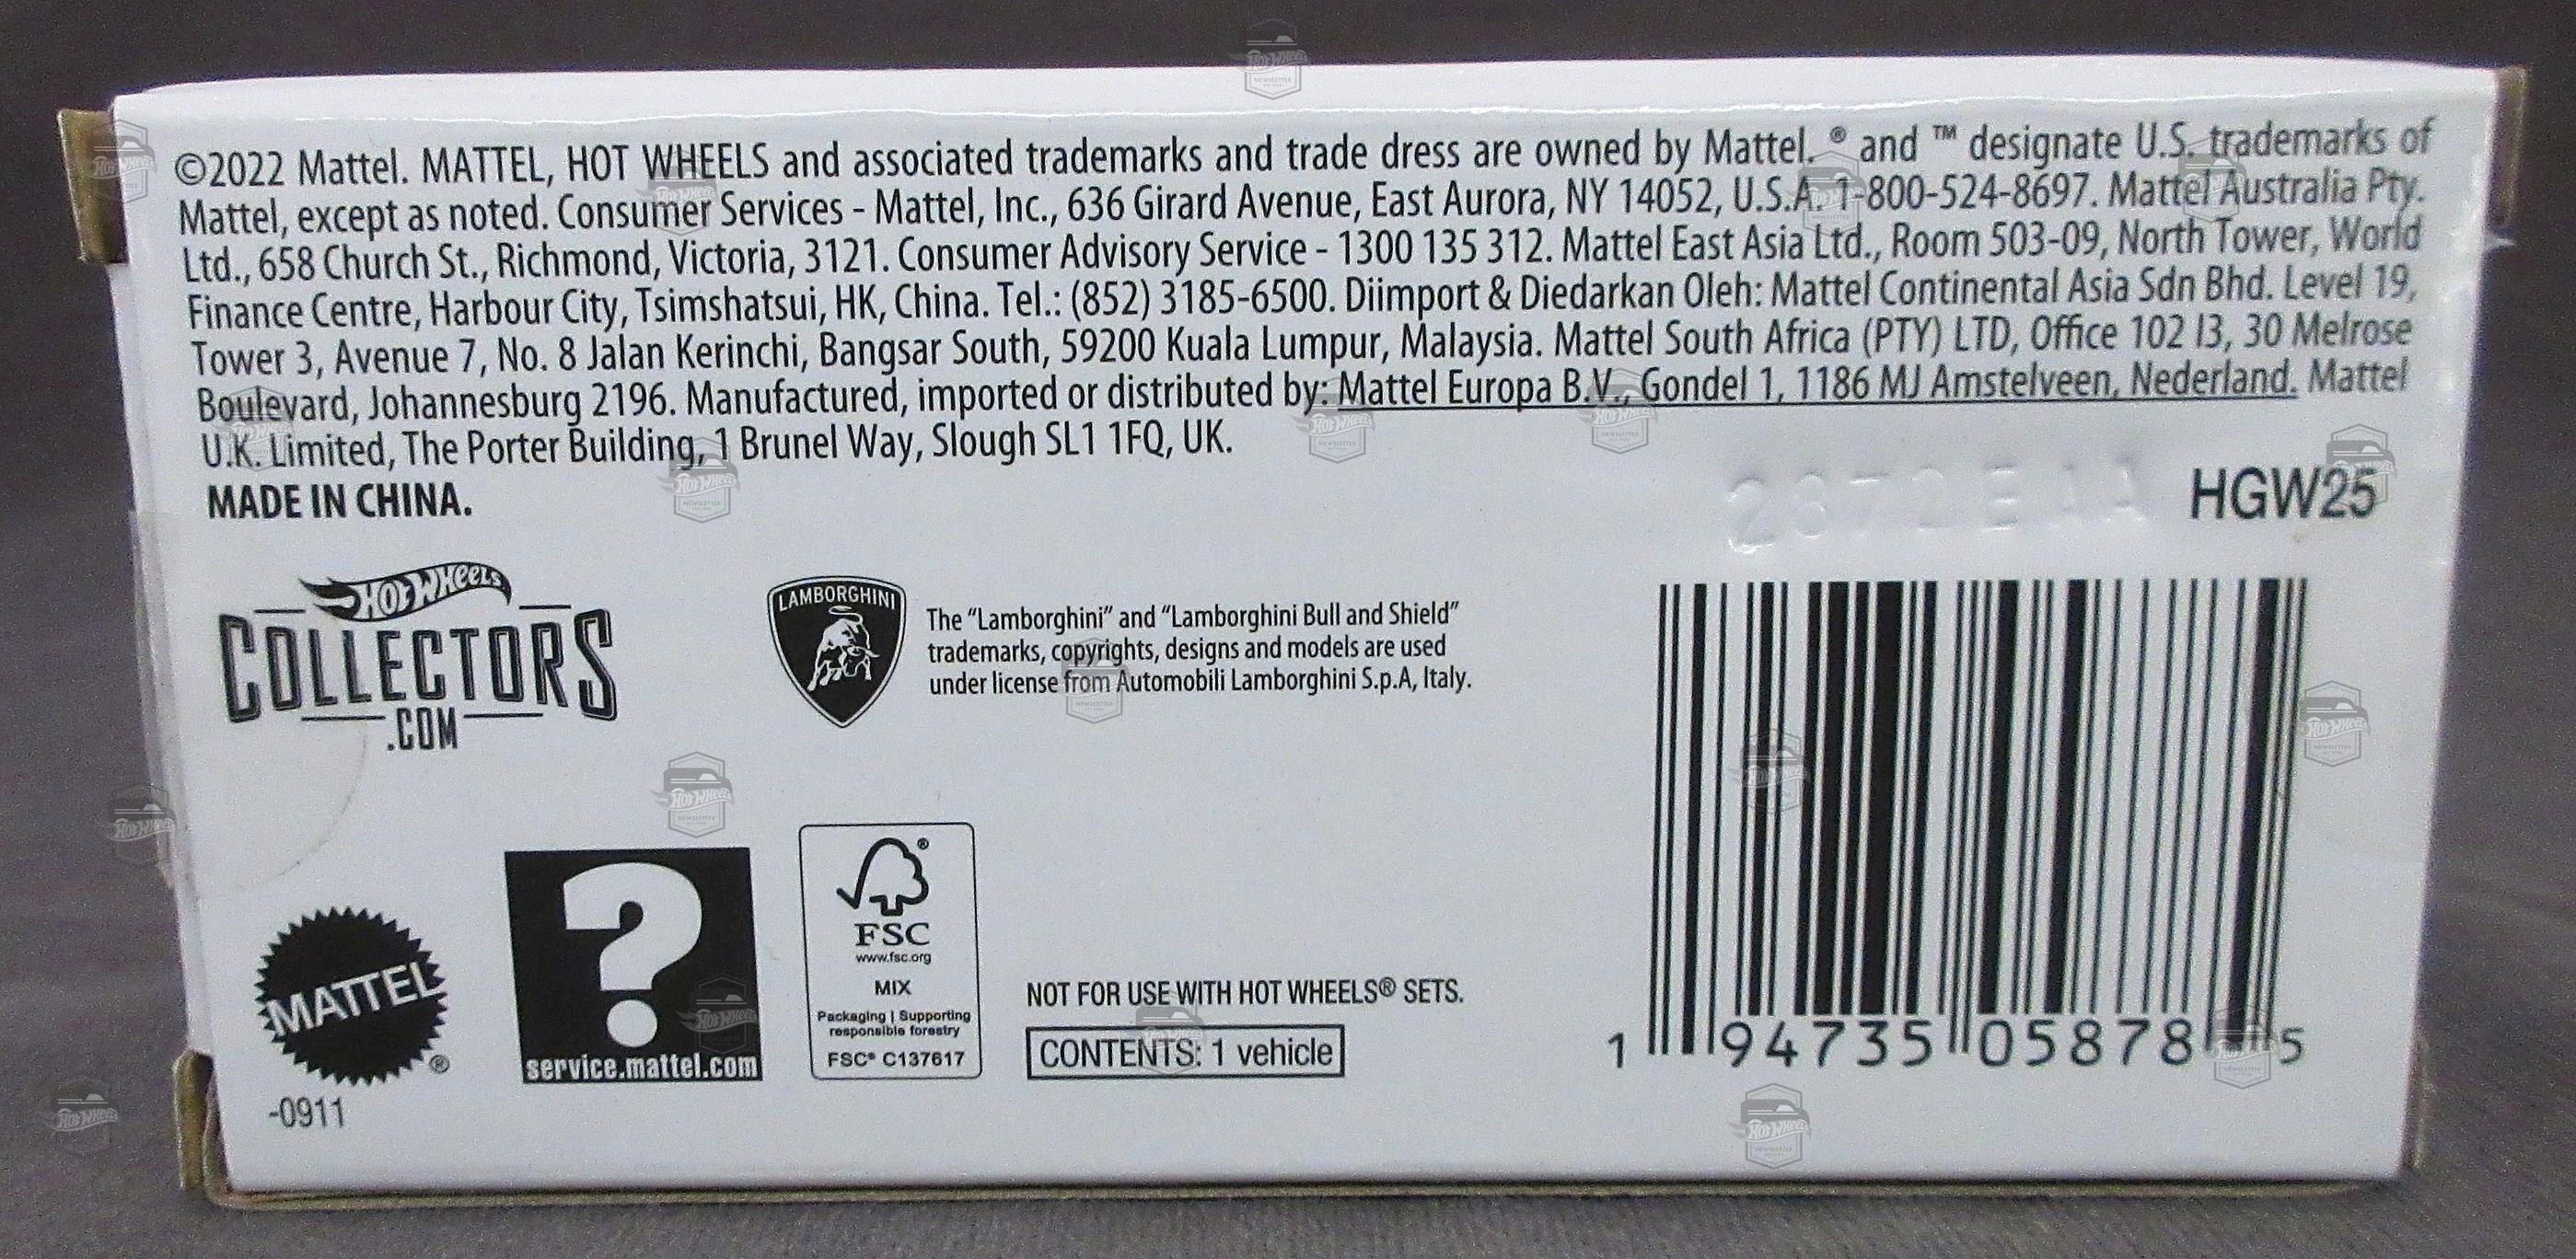 ©2022 Mattel. MATTEL, HOT WHEELS and associated trademarks and trade dress are owned by Mattel. ® and ™ designate U.S. trademarks of
Mattel, except as noted. Consumer Services - Mattel, Inc., 636 Girard Avenue, East Aurora, NY 14052, U.S.A. 1-800-524-8697. Mattel Australia Pty.
Ltd., 658 Church St., Richmond, Victoria, 3121. Consumer Advisory Service - 1300 135 312. Mattel East Asia Ltd., Room 503-09, North Tower, World
Finance Centre, Harbour City, Tsimshatsui, HK, China. Tel.: (852) 3185-6500. Diimport & Diedarkan Oleh: Mattel Continental Asia Sdn Bhd. Level 19,
Tower 3, Avenue 7, No. 8 Jalan Kerinchi, Bangsar South, 59200 Kuala Lumpur, Malaysia. Mattel South Africa (PTY) LTD, Office 102 I3, 30 Melrose
Boulevard, Johannesburg 2196. Manufactured, imported or distributed by: Mattel Europa B.V., Gondel 1, 1186 MJ Amstelveen, Nederland. Mattel
U.K. Limited, The Porter Building, 1 Brunel Way, Slough SL1 1FQ, UK.
MADE IN CHINA.
HGW25
HOT WHEELS
COLLECTORS
.COM
LAMBORGHINI
The “Lamborghini” and “Lamborghini Bull and Shield”
trademarks, copyrights, designs and models are used
under license from Automobili Lamborghini S.p.A, Italy.
MATTEL®
-0911
?
service.mattel.com
FSC®
www.fsc.org
MIX
Packaging | Supporting
responsible forestry
FSC® C137617
NOT FOR USE WITH HOT WHEELS® SETS.
CONTENTS: 1 vehicle
1 94735 05878 5